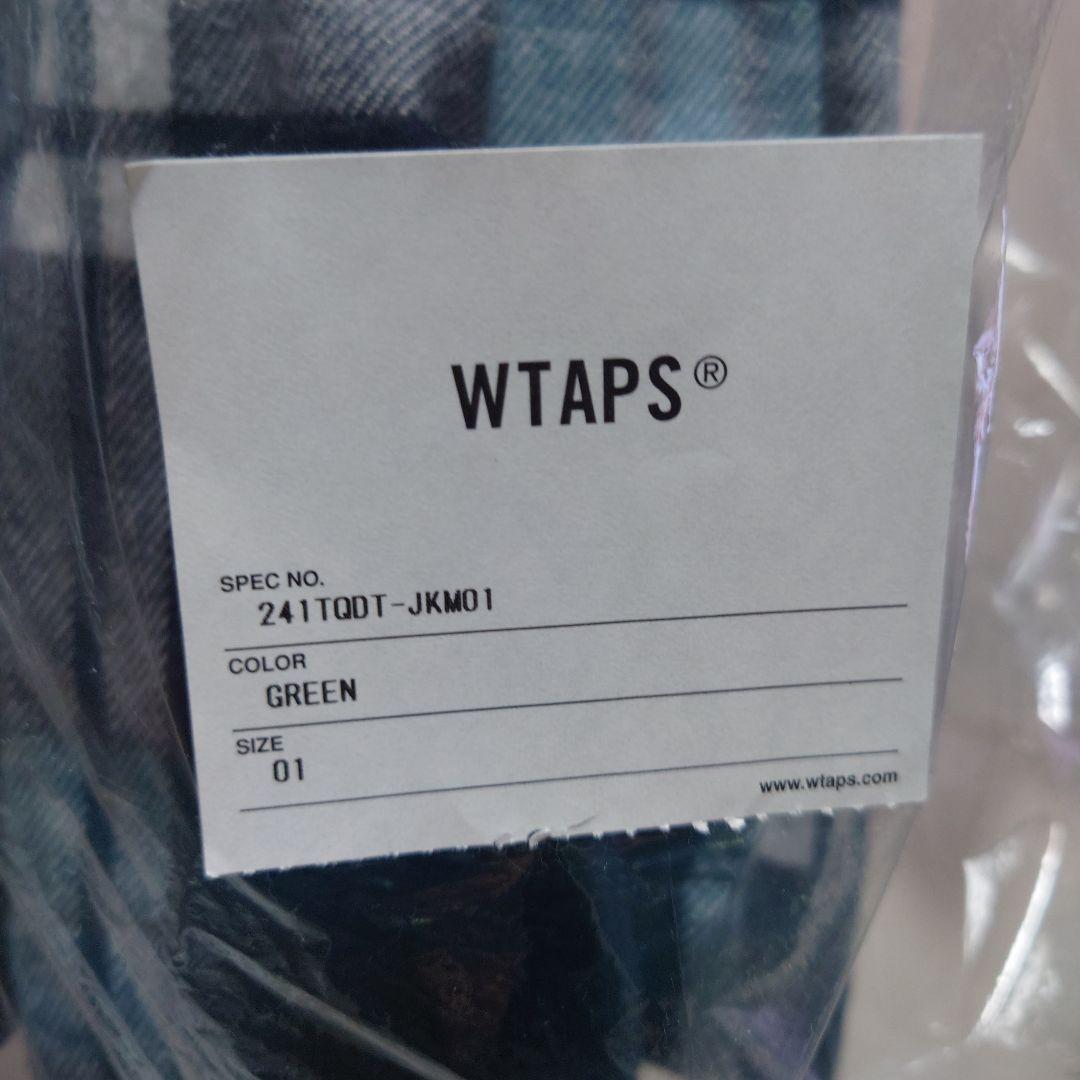 WTAPS®
SPEC NO.
241TQDT-JKM01
COLOR
GREEN
SIZE
01
www.wtaps.com